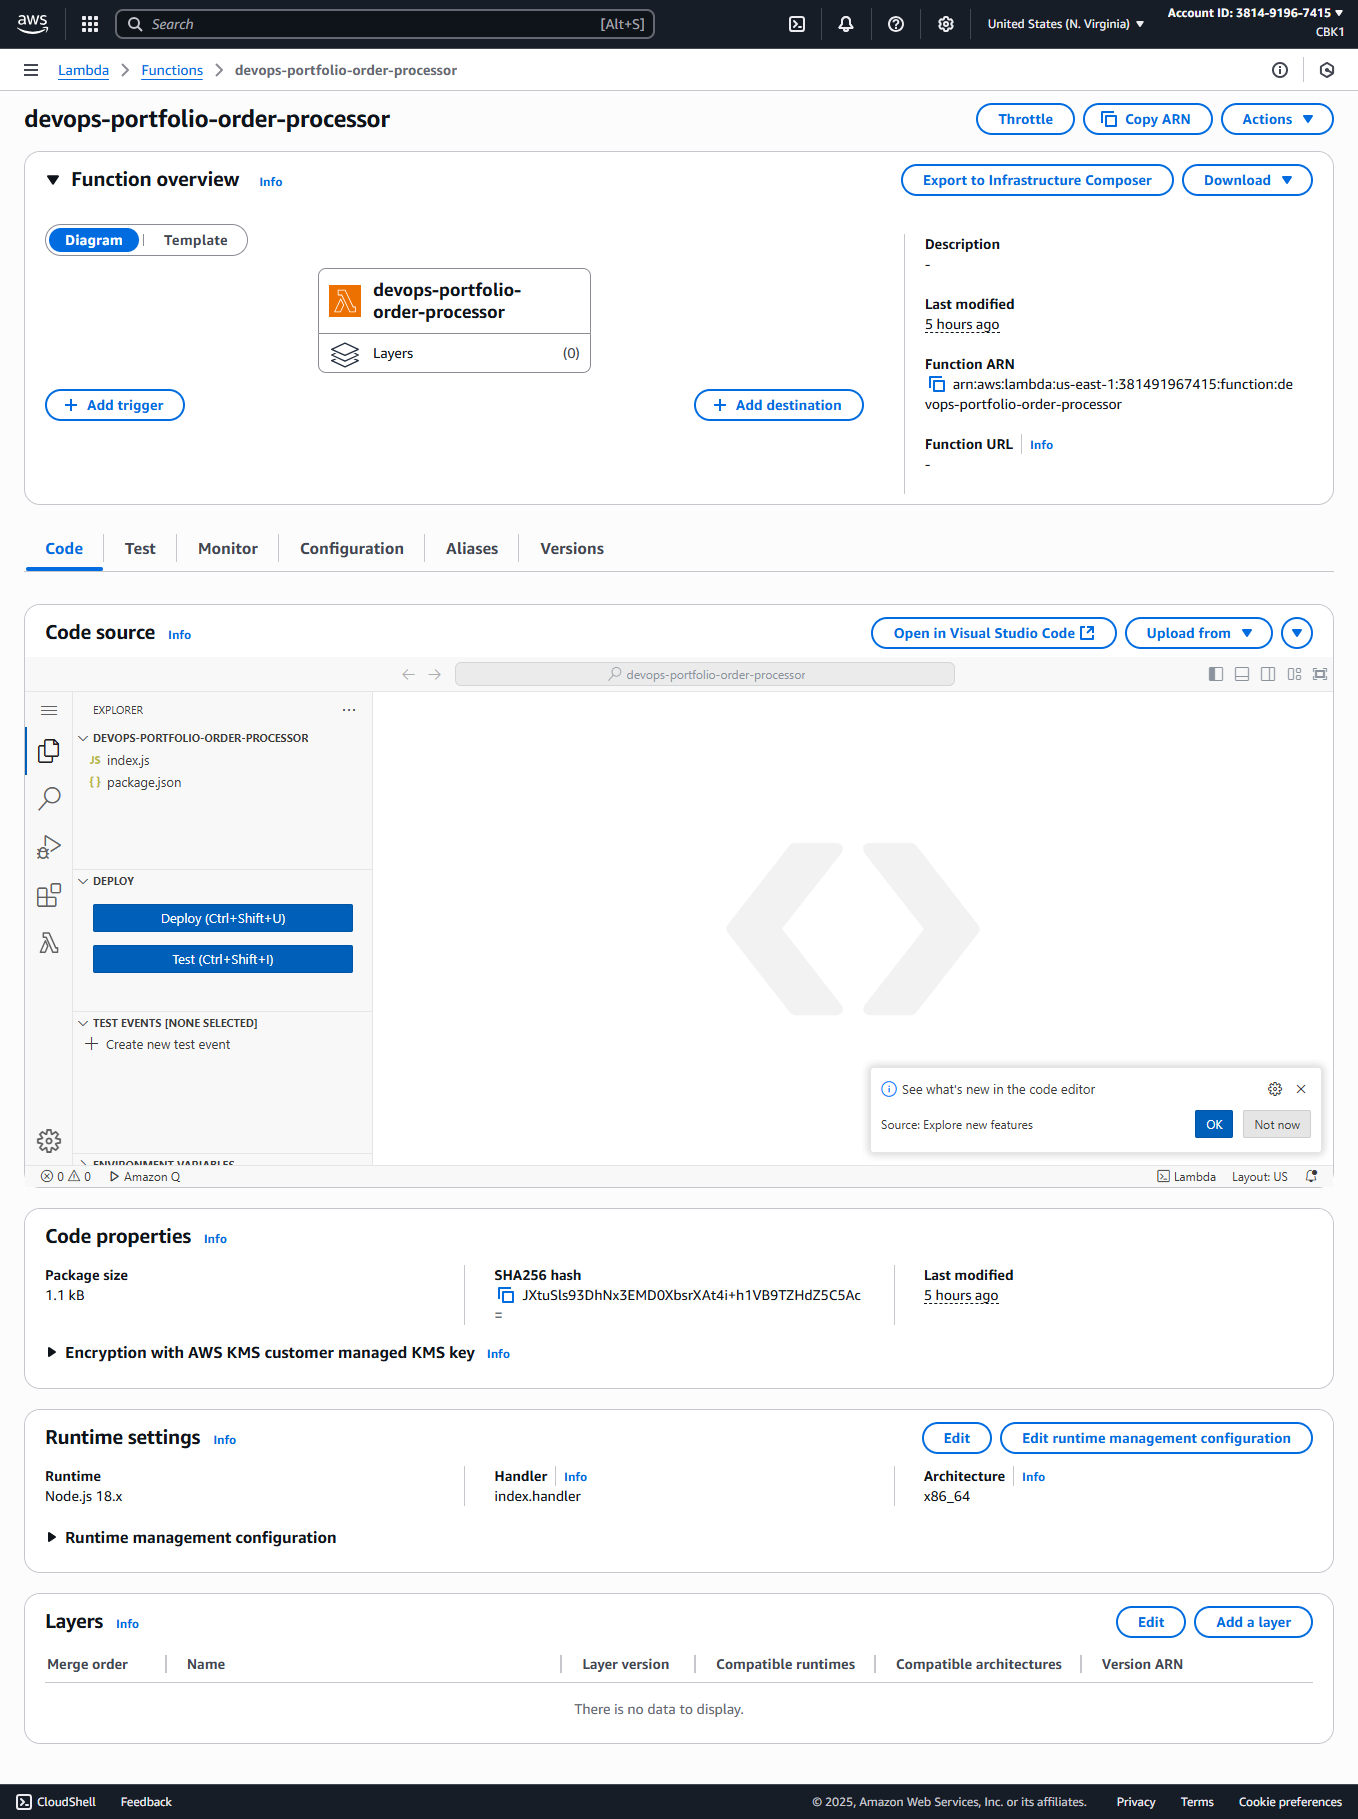 aws
Search [Alt+S]
United States (N. Virginia)
Account ID: 3814-9196-7415
CBK1
Lambda Functions devops-portfolio-order-processor
devops-portfolio-order-processor
Throttle Copy ARN Actions
Function overview Info
Export to Infrastructure Composer Download
Diagram Template
devops-portfolio-
order-processor
Layers (0)
Add trigger
Add destination
Description
-
Last modified
5 hours ago
Function ARN
arn:aws:lambda:us-east-1:381491967415:function:de
vops-portfolio-order-processor
Function URL Info
-
Code Test Monitor Configuration Aliases Versions
Code source Info
Open in Visual Studio Code Upload from
devops-portfolio-order-processor
EXPLORER
DEVOPS-PORTFOLIO-ORDER-PROCESSOR
JS index.js
{} package.json
DEPLOY
Deploy (Ctrl+Shift+U)
Test (Ctrl+Shift+I)
TEST EVENTS [NONE SELECTED]
Create new test event
ENVIRONMENT VARIABLES
See what's new in the code editor
Source: Explore new features OK Not now
0 0 Amazon Q Lambda Layout: US
Code properties Info
Package size
1.1 kB
SHA256 hash
JXtuSls93DhNx3EMD0XbsrXAt4i+h1VB9TZHdZ5C5Ac
=
Last modified
5 hours ago
Encryption with AWS KMS customer managed KMS key Info
Runtime settings Info
Edit Edit runtime management configuration
Runtime
Node.js 18.x
Handler Info
index.handler
Architecture Info
x86_64
Runtime management configuration
Layers Info
Edit Add a layer
Merge order Name Layer version Compatible runtimes Compatible architectures Version ARN
There is no data to display.
CloudShell Feedback © 2025, Amazon Web Services, Inc. or its affiliates. Privacy Terms Cookie preferences